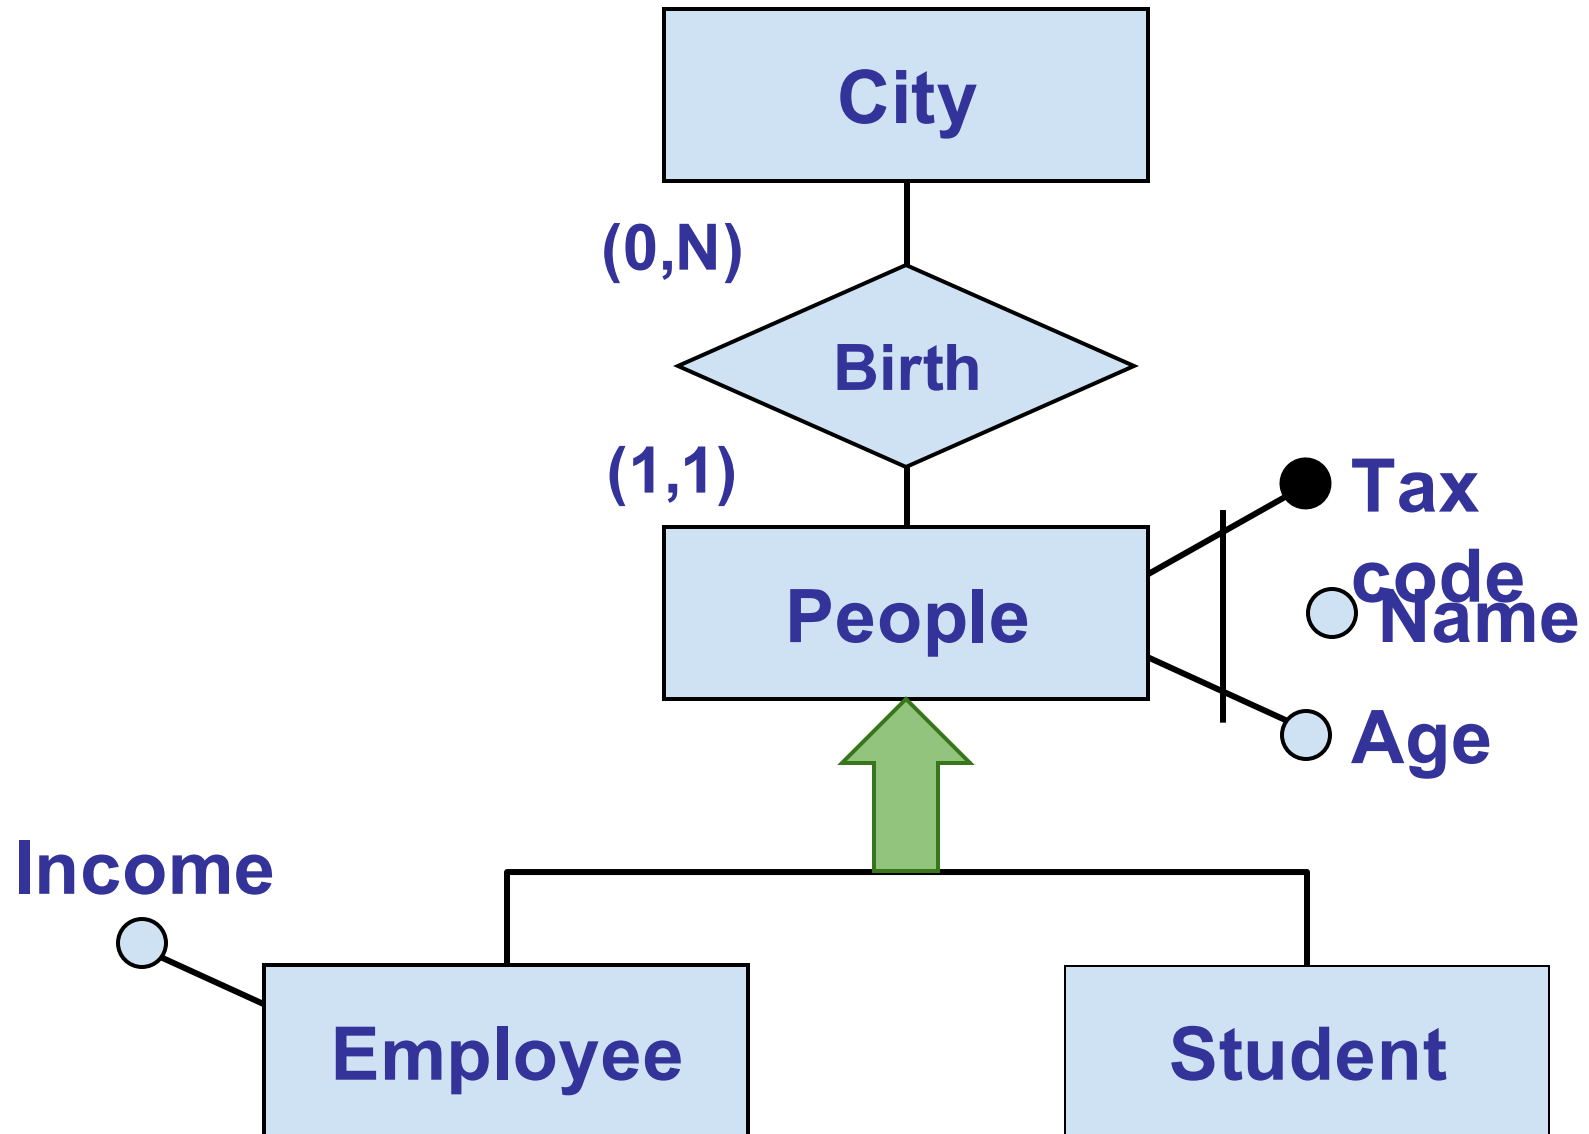 City
(0,N)
Birth
(1,1)
Tax
code
Name
People
Age
Income
Employee
Student